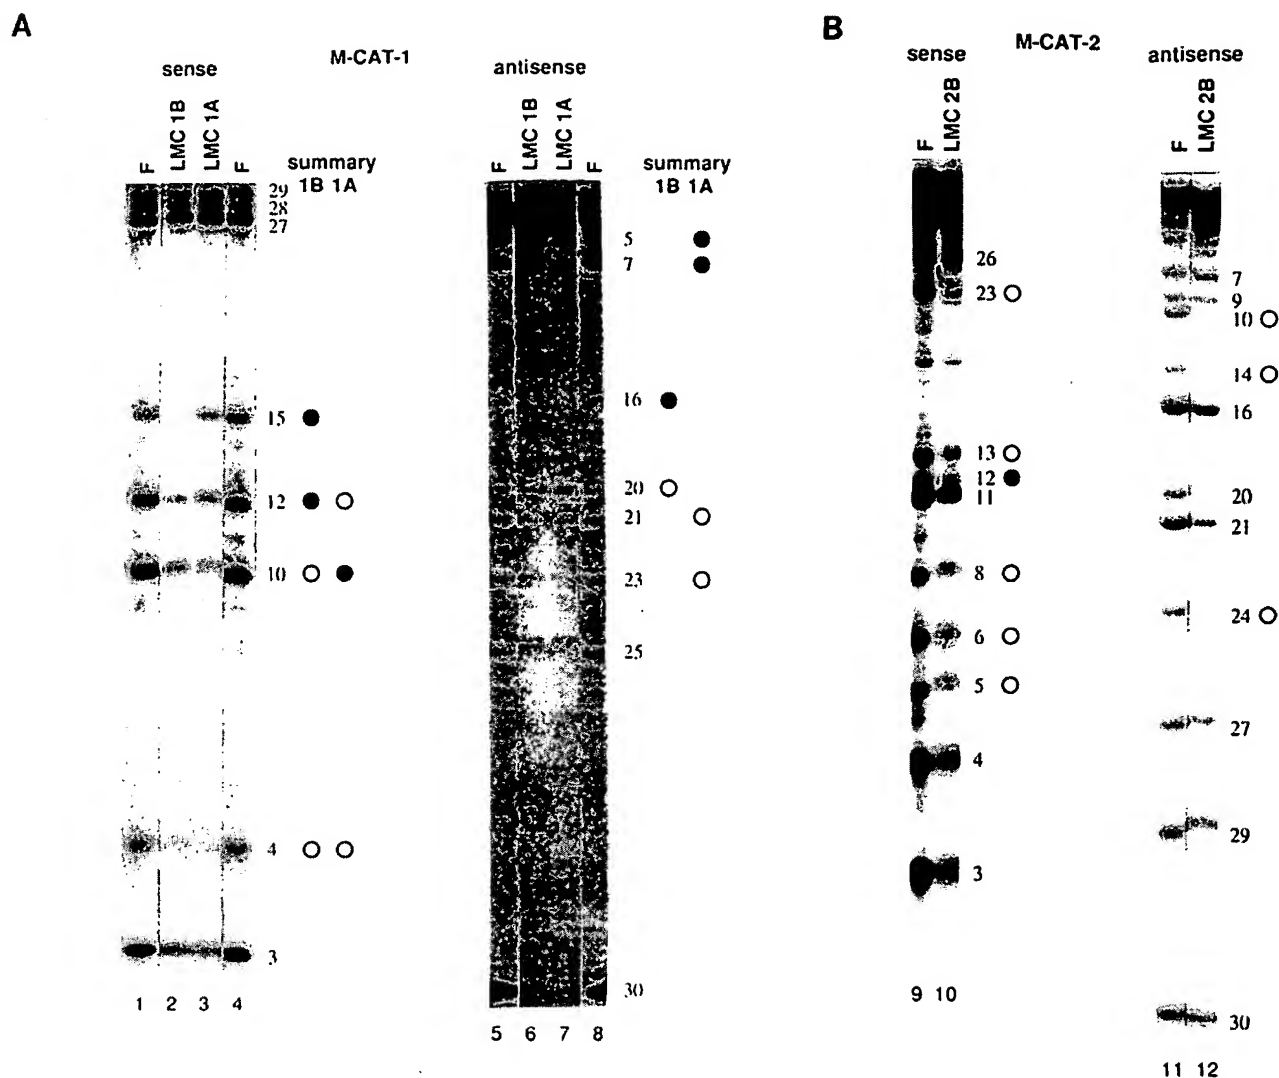 A
M-CAT-1
sense
F
LMC 1B
LMC 1A
F
summary
1B 1A
29
28
27
15
12
10
4
3
1 2 3 4
antisense
F
LMC 1B
LMC 1A
F
summary
1B 1A
5
7
16
20
21
23
25
30
5 6 7 8
B
M-CAT-2
sense
F
LMC 2B
26
23
13
12
11
8
6
5
4
3
9 10
antisense
F
LMC 2B
7
9
10
14
16
20
21
24
27
29
30
11 12